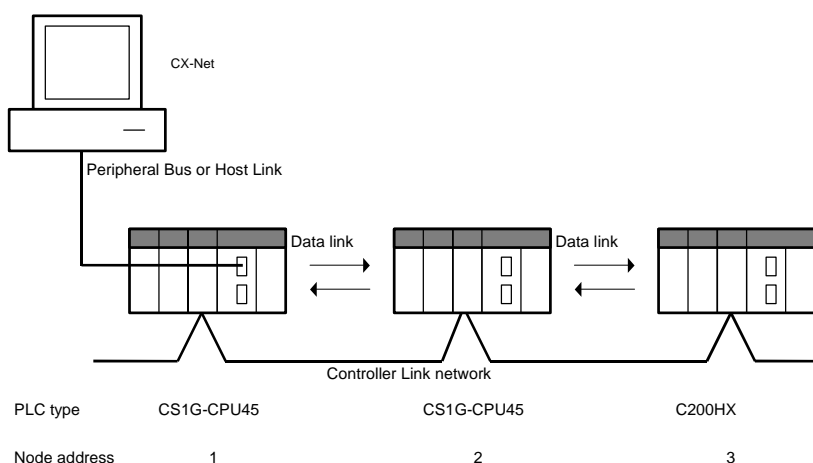 CX-Net
Peripheral Bus or Host Link
Data link
Data link
Controller Link network
PLC type CS1G-CPU45 CS1G-CPU45 C200HX
Node address 1 2 3